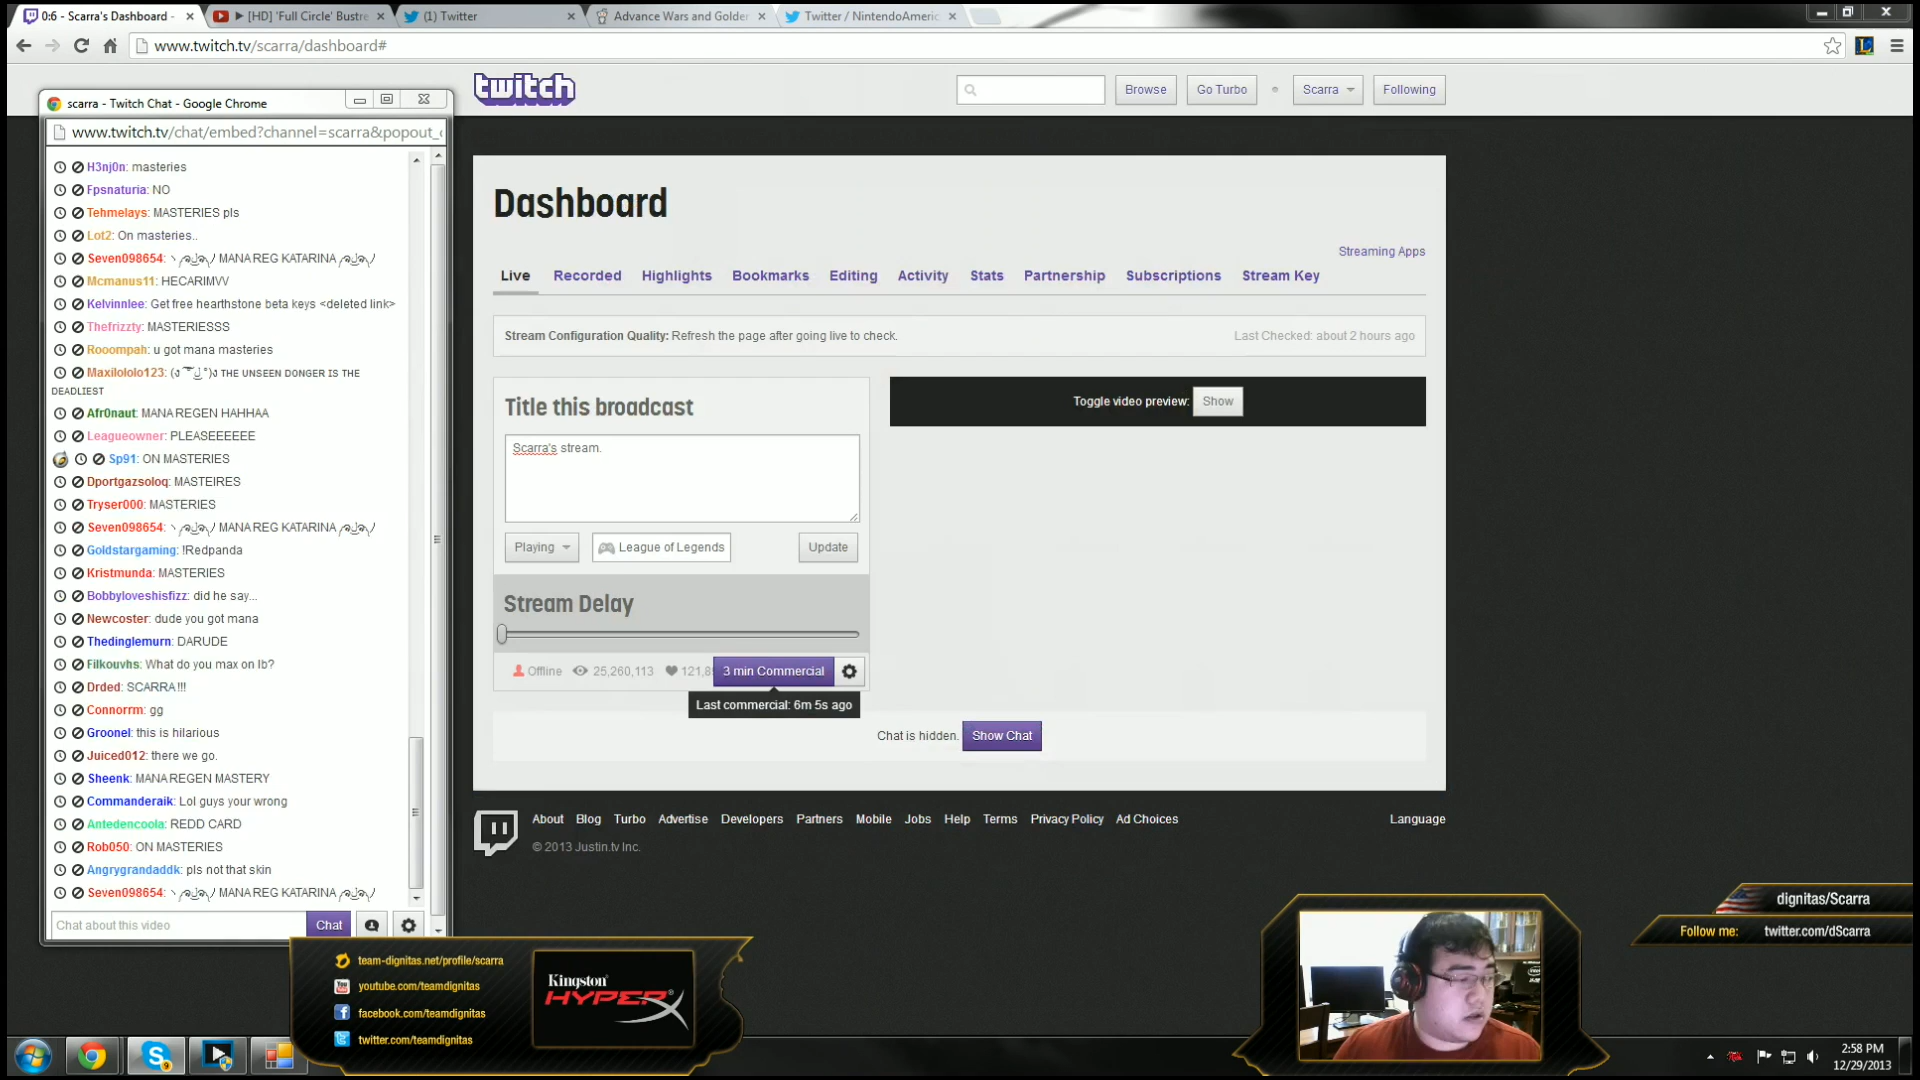 0:6 - Scarra's Dashboard -
[HD] 'Full Circle' Bustre
(1) Twitter
Advance Wars and Golder
Twitter / NintendoAmeric
www.twitch.tv/scarra/dashboard#
scarra - Twitch Chat - Google Chrome
www.twitch.tv/chat/embed?channel=scarra&popout_
H3nj0n: masteries
Fpsnaturia: NO
Tehmelays: MASTERIES pls
Lot2: On masteries..
Seven098654: MANA REG KATARINA
Mcmanus11: HECARIMVV
Kelvinnlee: Get free hearthstone beta keys <deleted link>
Thefrizzty: MASTERIESSS
Rooompah: u got mana masteries
Maxilololo123: THE UNSEEN DONGER IS THE
DEADLIEST
Afr0naut: MANA REGEN HAHHAA
Leagueowner: PLEASEEEEEE
Sp91: ON MASTERIES
Dportgazsoloq: MASTEIRES
Tryser000: MASTERIES
Seven098654: MANA REG KATARINA
Goldstargaming: !Redpanda
Kristmunda: MASTERIES
Bobbyloveshisfizz: did he say...
Newcoster: dude you got mana
Thedinglemurn: DARUDE
Filkouvhs: What do you max on lb?
Drded: SCARRA !!!
Connorrm: gg
Groonel: this is hilarious
Juiced012: there we go.
Sheenk: MANA REGEN MASTERY
Commanderaik: Lol guys your wrong
Antedencoola: REDD CARD
Rob050: ON MASTERIES
Angrygrandaddk: pls not that skin
Seven098654: MANA REG KATARINA
Chat about this video
Chat
twitch
Browse
Go Turbo
Scarra
Following
Dashboard
Streaming Apps
Live Recorded Highlights Bookmarks Editing Activity Stats Partnership Subscriptions Stream Key
Stream Configuration Quality: Refresh the page after going live to check.
Last Checked: about 2 hours ago
Title this broadcast
Scarra's stream.
Playing
League of Legends
Update
Toggle video preview: Show
Stream Delay
Offline 25,260,113 121,8
3 min Commercial
Last commercial: 6m 5s ago
Chat is hidden. Show Chat
About Blog Turbo Advertise Developers Partners Mobile Jobs Help Terms Privacy Policy Ad Choices
Language
© 2013 Justin.tv Inc.
team-dignitas.net/profile/scarra
youtube.com/teamdignitas
facebook.com/teamdignitas
twitter.com/teamdignitas
Kingston
HYPERX
dignitas/Scarra
Follow me: twitter.com/dScarra
2:58 PM
12/29/2013